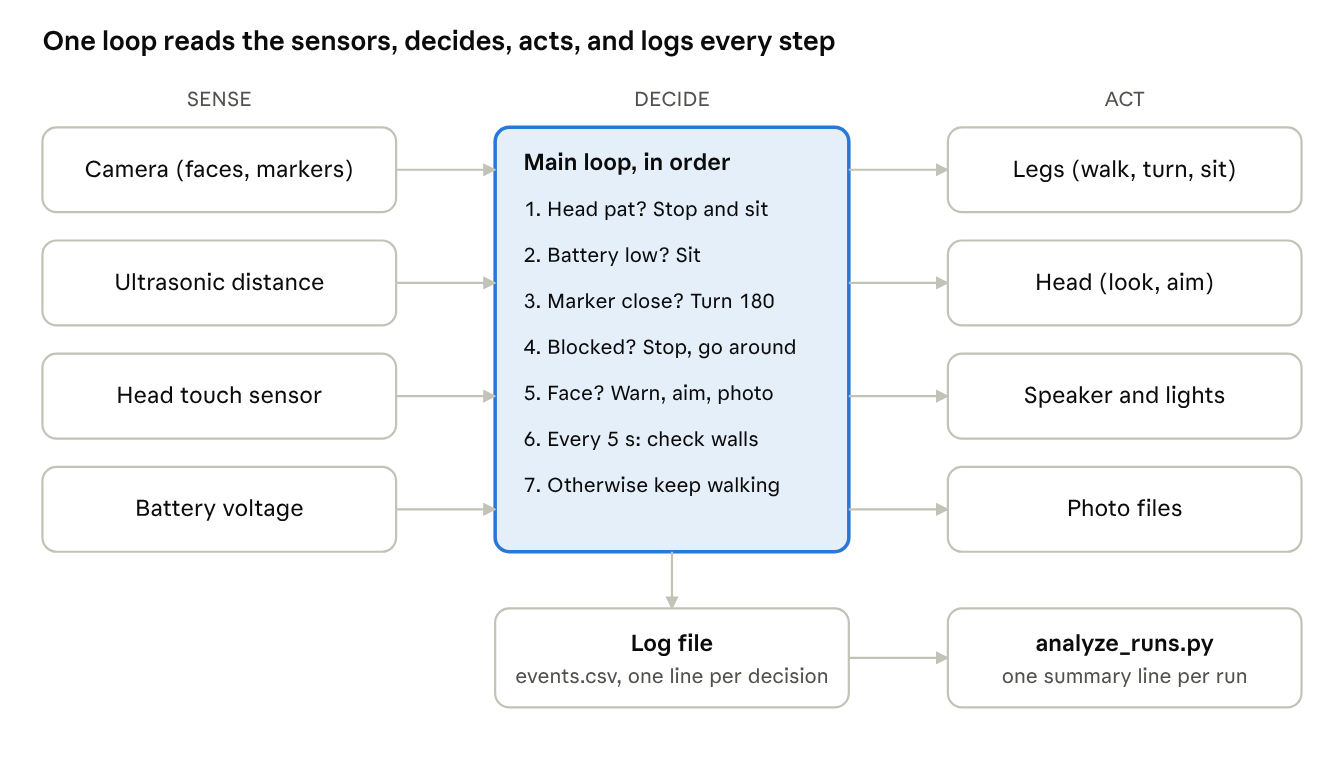 One loop reads the sensors, decides, acts, and logs every step
SENSE
DECIDE
ACT
Camera (faces, markers)
Ultrasonic distance
Head touch sensor
Battery voltage
Main loop, in order
1. Head pat? Stop and sit
2. Battery low? Sit
3. Marker close? Turn 180
4. Blocked? Stop, go around
5. Face? Warn, aim, photo
6. Every 5 s: check walls
7. Otherwise keep walking
Legs (walk, turn, sit)
Head (look, aim)
Speaker and lights
Photo files
Log file
events.csv, one line per decision
analyze_runs.py
one summary line per run